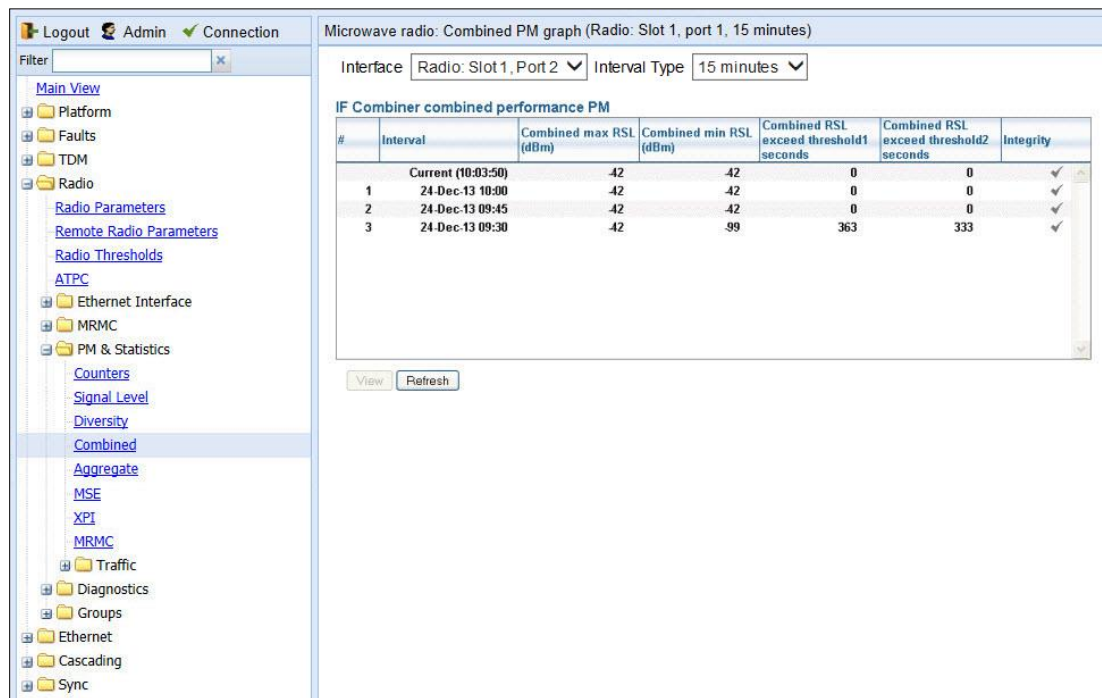 Logout Admin Connection
Filter
Main View
Platform
Faults
TDM
Radio
Radio Parameters
Remote Radio Parameters
Radio Thresholds
ATPC
Ethernet Interface
MRMC
PM & Statistics
Counters
Signal Level
Diversity
Combined
Aggregate
MSE
XPI
MRMC
Traffic
Diagnostics
Groups
Ethernet
Cascading
Sync
Microwave radio: Combined PM graph (Radio: Slot 1, port 1, 15 minutes)
Interface Radio: Slot 1, Port 2 Interval Type 15 minutes
IF Combiner combined performance PM
# Interval Combined max RSL (dBm) Combined min RSL (dBm) Combined RSL exceed threshold1 seconds Combined RSL exceed threshold2 seconds Integrity
Current (10:03:50) -42 -42 0 0 ✓
1 24-Dec-13 10:00 -42 -42 0 0 ✓
2 24-Dec-13 09:45 -42 -42 0 0 ✓
3 24-Dec-13 09:30 -42 -99 363 333 ✓
View Refresh